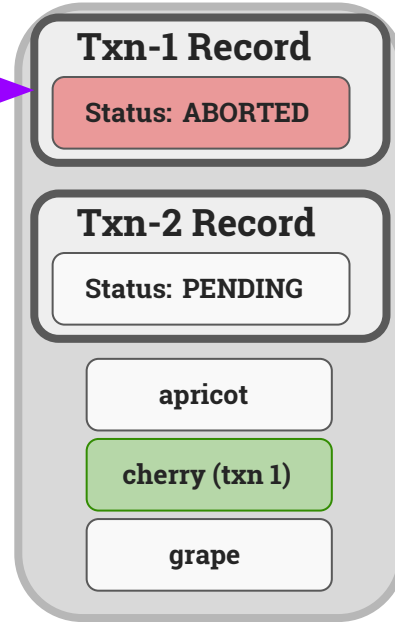 Txn-1 Record
Status: ABORTED
Txn-2 Record
Status: PENDING
apricot
cherry (txn 1)
grape